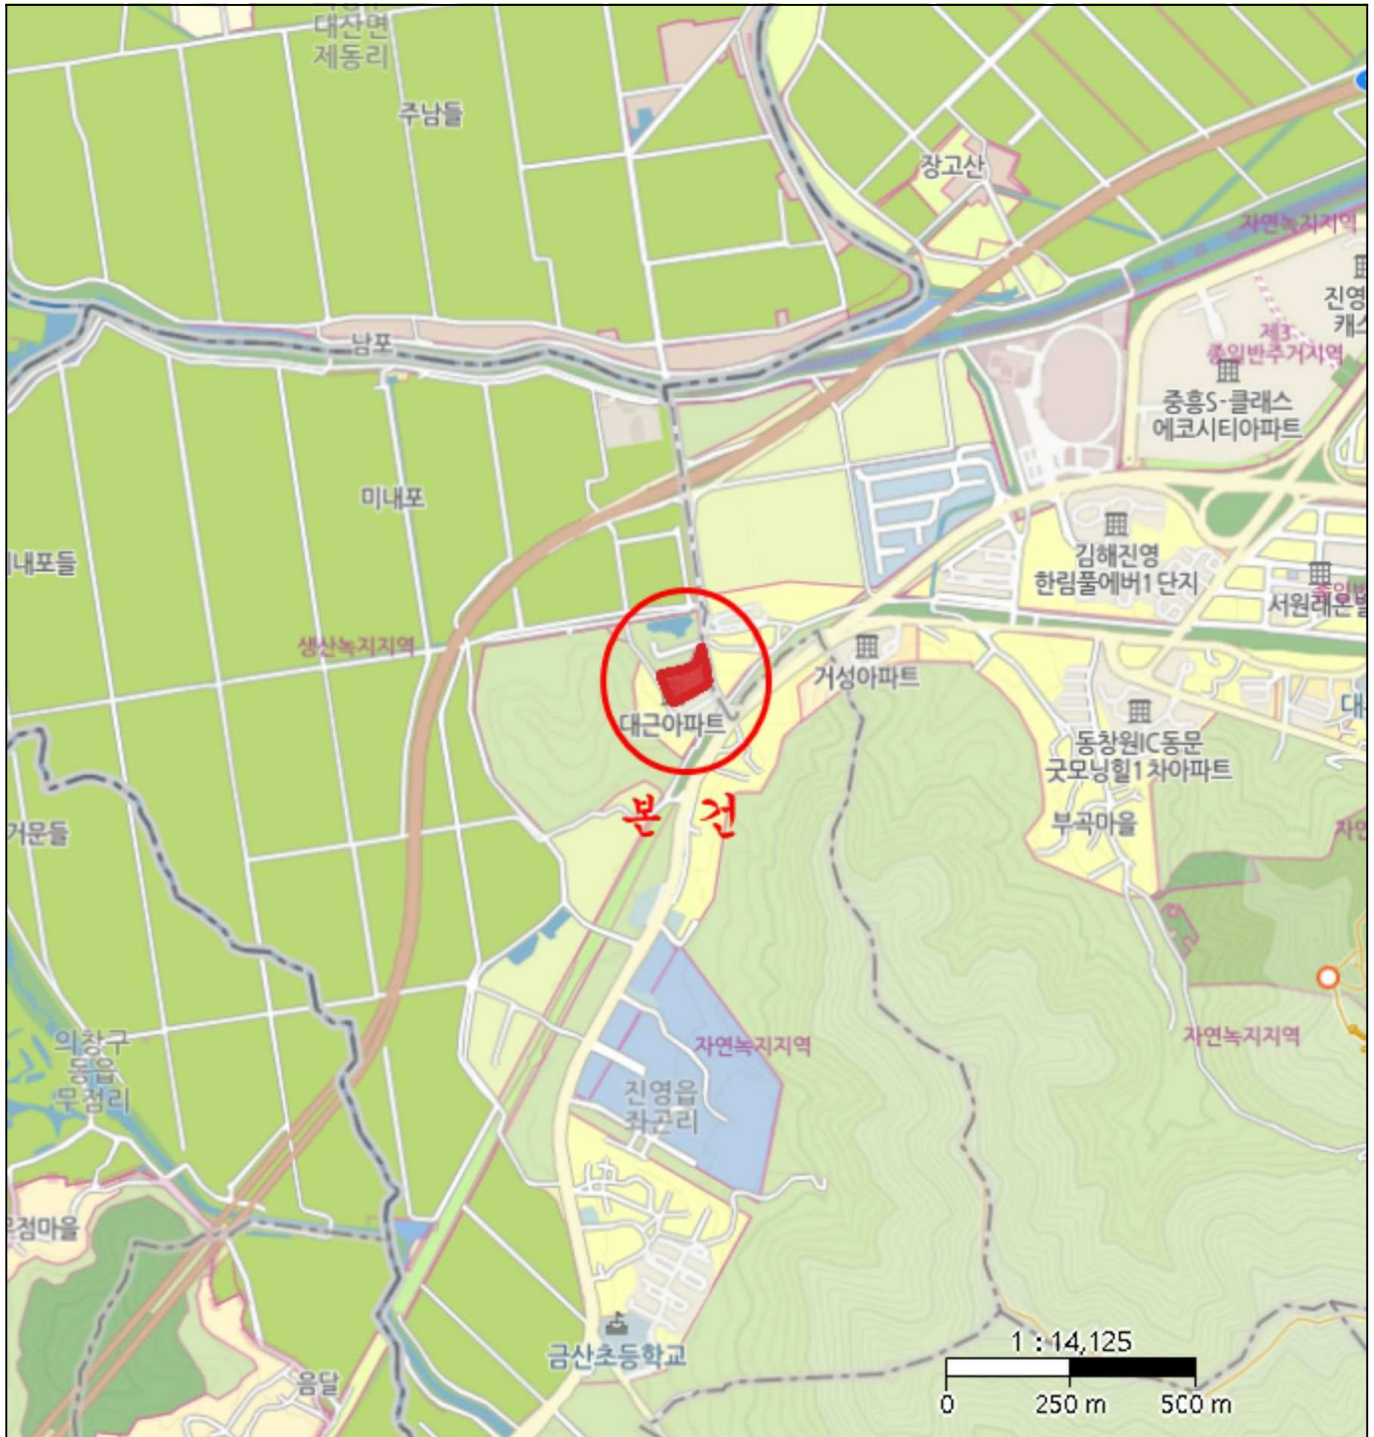 대산면
제동리
주남들
장고산
자연녹지지역
진영
캐스
남포
제3
종일반주거지역
중흥S-클래스
에코시티아파트
미내포
내포들
김해진영
한림풀에버1단지
서원레온빌
생산녹지지역
거성아파트
대근아파트
동창원IC동문
굿모닝힐1차아파트
본 건
부곡마을
거문들
자연녹지지역
자연녹지지역
의창구
동읍
무점리
진영읍
좌곤리
점마을
금산초등학교
음달
1 : 14,125
0 250 m 500 m